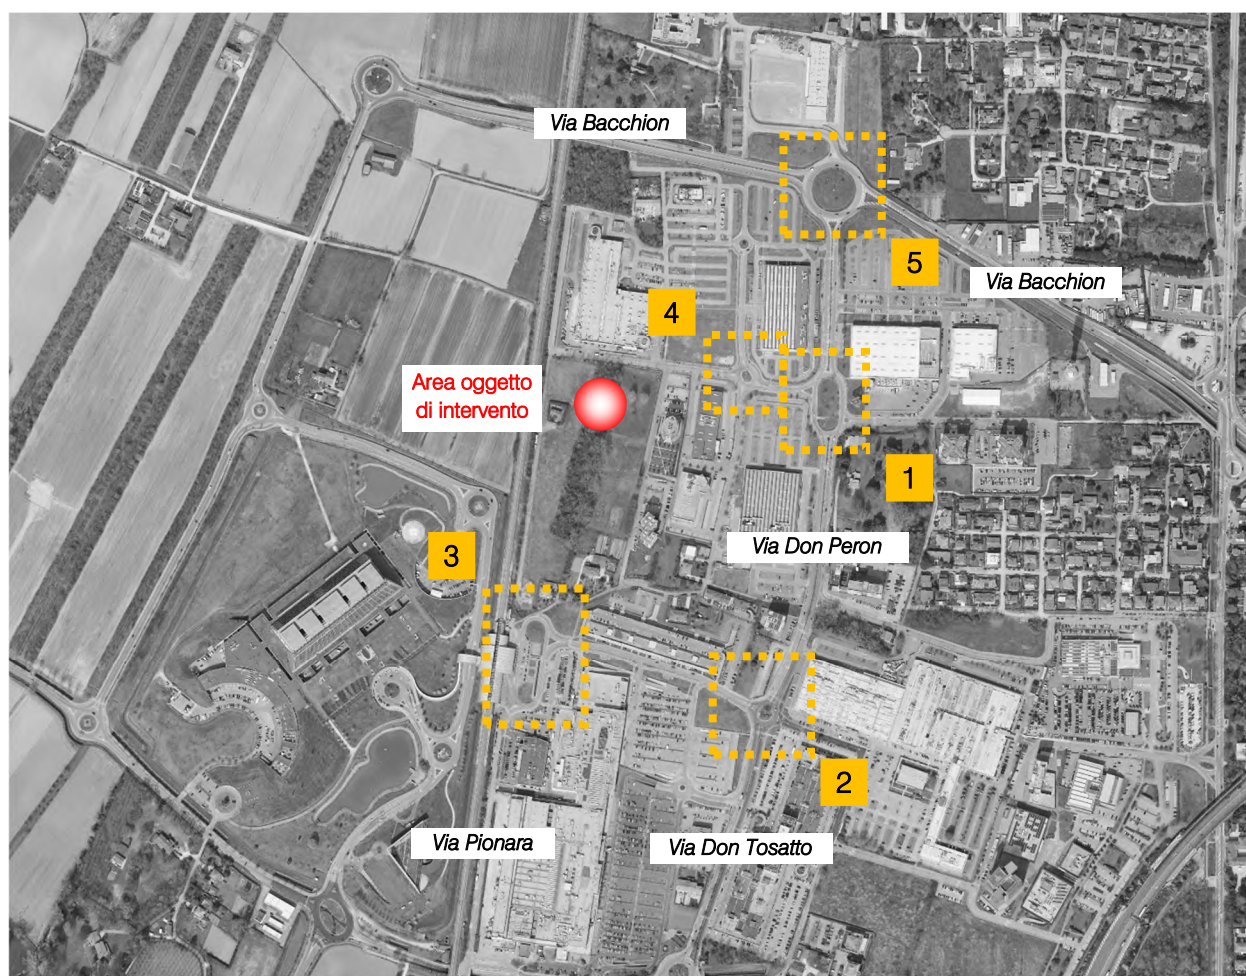 Via Bacchion
5
Via Bacchion
4
Area oggetto
di intervento
1
Via Don Peron
3
2
Via Pionara
Via Don Tosatto